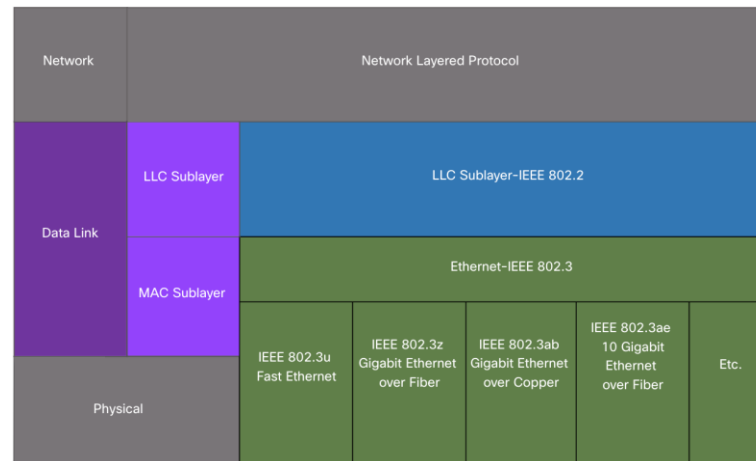 Network
Network Layered Protocol
Data Link
LLC Sublayer
LLC Sublayer-IEEE 802.2
MAC Sublayer
Ethernet-IEEE 802.3
IEEE 802.3u
Fast Ethernet
IEEE 802.3z
Gigabit Ethernet
over Fiber
IEEE 802.3ab
Gigabit Ethernet
over Copper
IEEE 802.3ae
10 Gigabit
Ethernet
over Fiber
Etc.
Physical